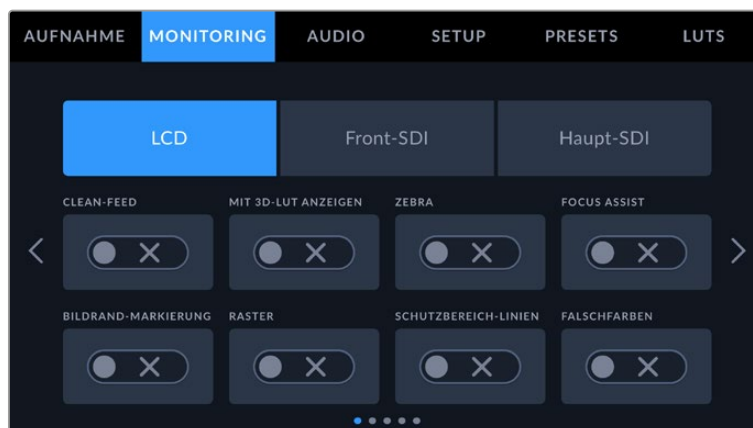 AUFNAHME MONITORING AUDIO SETUP PRESETS LUTS
LCD Front-SDI Haupt-SDI
CLEAN-FEED MIT 3D-LUT ANZEIGEN ZEBRA FOCUS ASSIST
BILDRAND-MARKIERUNG RASTER SCHUTZBEREICH-LINIEN FALSCHFARBEN